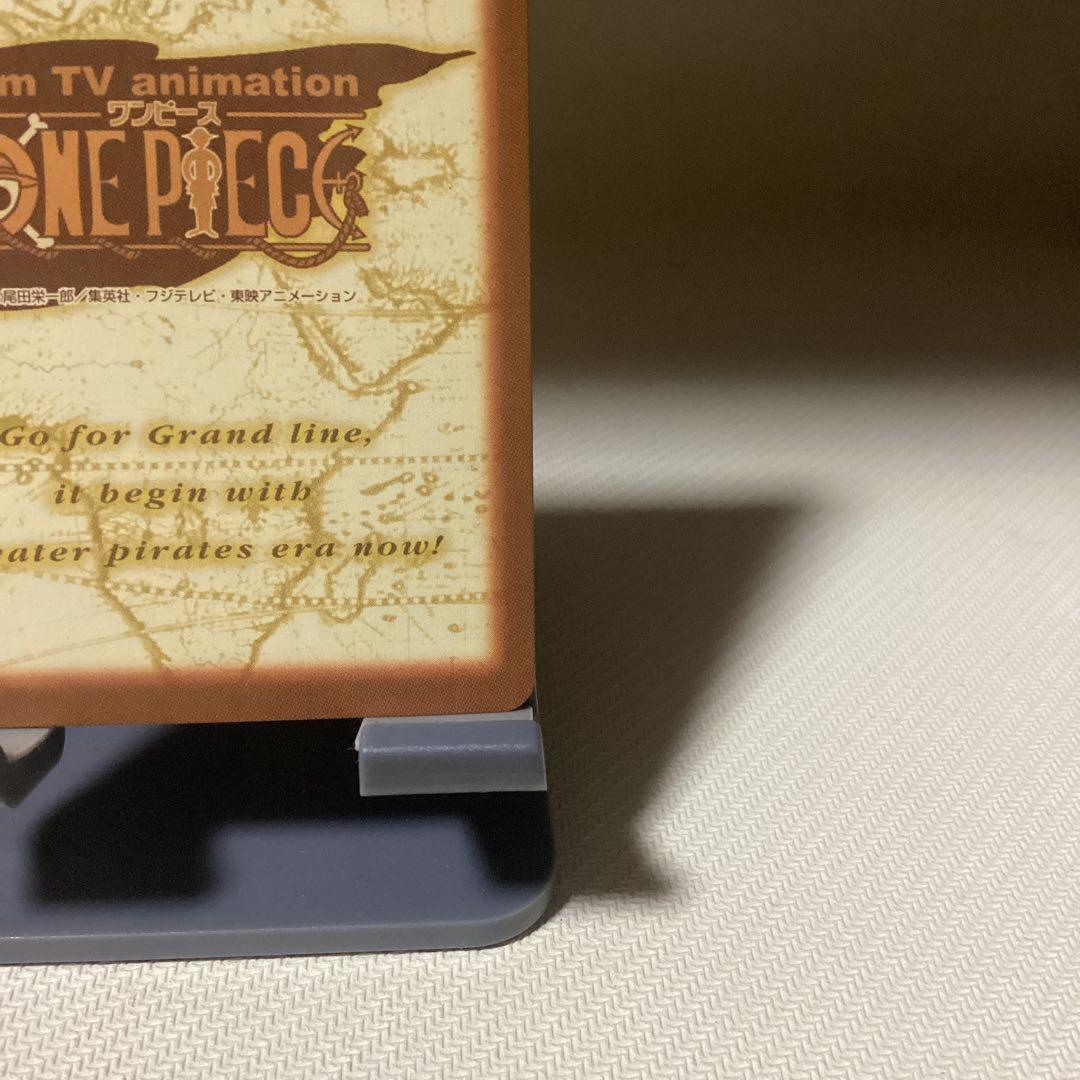 m TV animation
ワンピース
ONE PIECE
尾田栄一郎／集英社・フジテレビ・東映アニメーション
Go for Grand line,
it begin with
eater pirates era now!